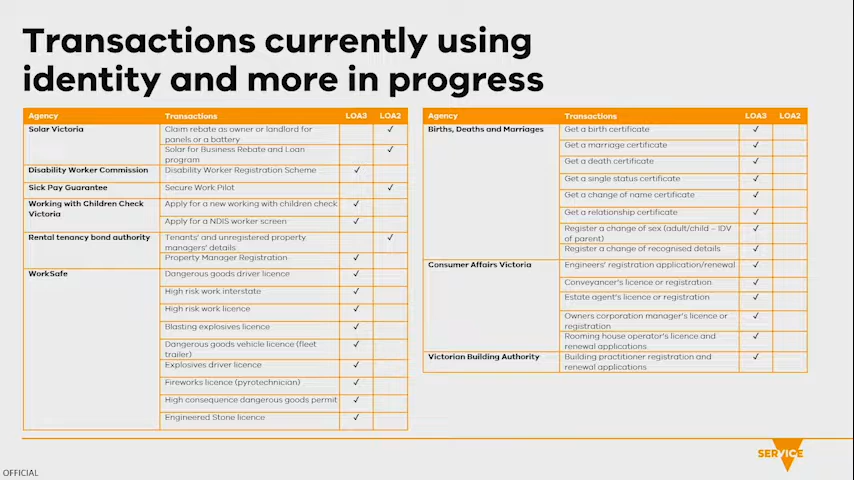 Transactions currently using
identity and more in progress
Agency Transactions LOA3 LOA2
Solar Victoria Claim rebate as owner or landlord for
panels or a battery ✓
Solar for Business Rebate and Loan
program ✓
Disability Worker Commission Disability Worker Registration Scheme ✓
Sick Pay Guarantee Secure Work Pilot ✓
Working with Children Check
Victoria
Apply for a new working with children check ✓
Apply for a NDIS worker screen ✓
Rental tenancy bond authority Tenants' and unregistered property
managers' details ✓
Property Manager Registration ✓
WorkSafe Dangerous goods driver licence ✓
High risk work interstate ✓
High risk work licence ✓
Blasting explosives licence ✓
Dangerous goods vehicle licence (fleet
trailer) ✓
Explosives driver licence ✓
Fireworks licence (pyrotechnician) ✓
High consequence dangerous goods permit ✓
Engineered Stone licence ✓
Agency Transactions LOA3 LOA2
Births, Deaths and Marriages Get a birth certificate ✓
Get a marriage certificate ✓
Get a death certificate ✓
Get a single status certificate ✓
Get a change of name certificate ✓
Get a relationship certificate ✓
Register a change of sex (adult/child – IDV
of parent) ✓
Register a change of recognised details ✓
Consumer Affairs Victoria Engineers' registration application/renewal ✓
Conveyancer's licence or registration ✓
Estate agent's licence or registration ✓
Owners corporation manager's licence or
registration ✓
Rooming house operator's licence and
renewal applications ✓
Victorian Building Authority Building practitioner registration and
renewal applications ✓
SERVICE
OFFICIAL